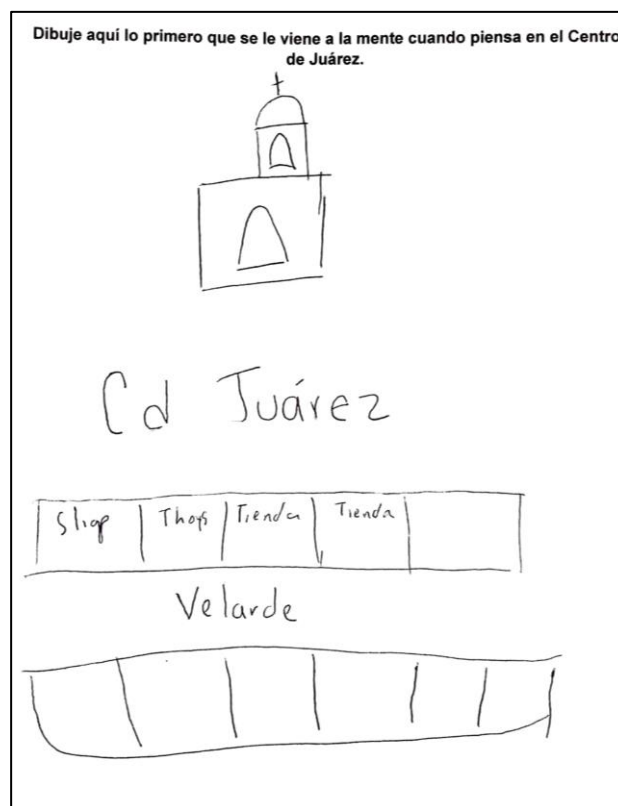 Dibuje aquí lo primero que se le viene a la mente cuando piensa en el Centro
de Juárez.
Cd Juárez
Tienda Tienda
Velarde